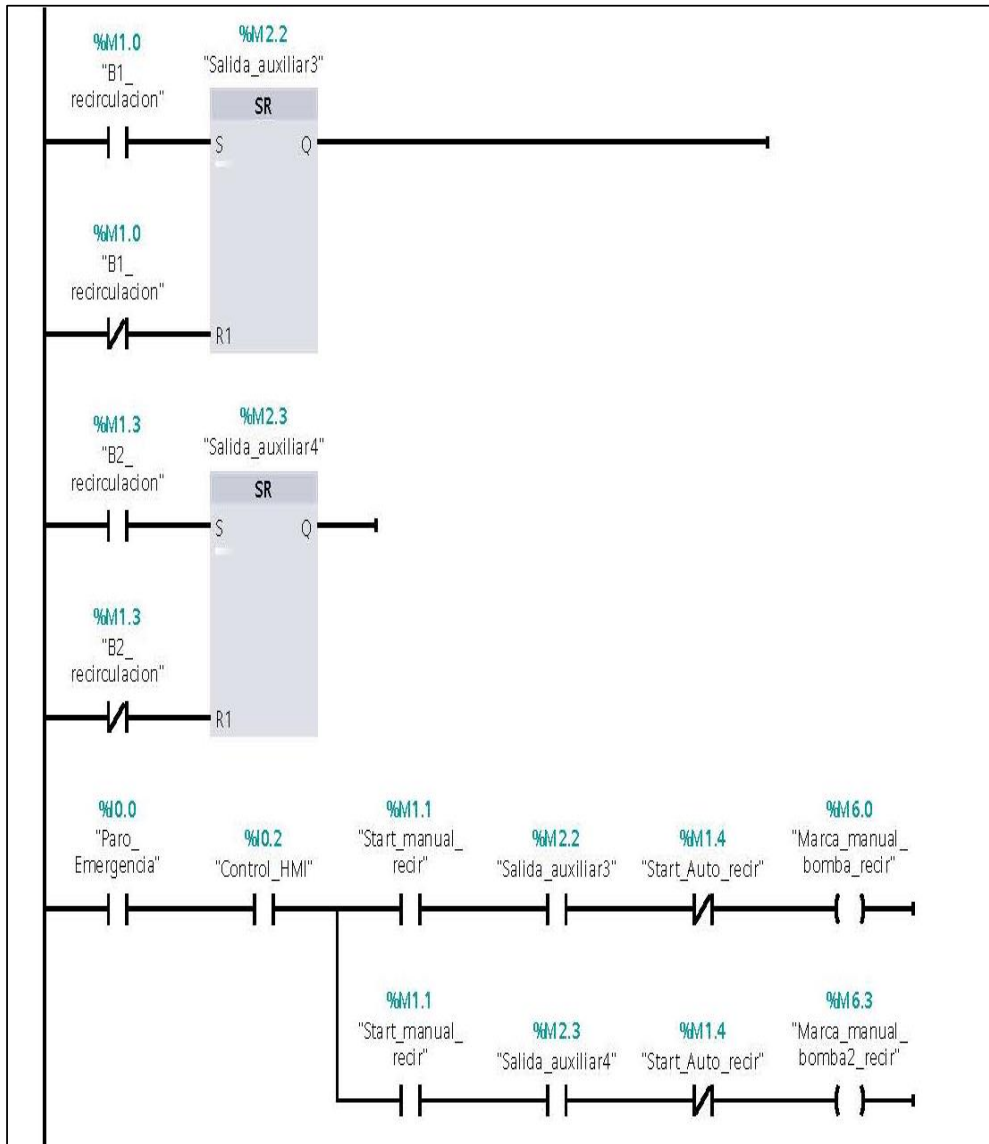 %M1.0
"B1_
recirculacion"
%M2.2
"Salida_auxiliar3"
SR
S
Q
%M1.0
"B1_
recirculacion"
R1
%M1.3
"B2_
recirculacion"
%M2.3
"Salida_auxiliar4"
SR
S
Q
%M1.3
"B2_
recirculacion"
R1
%I0.0
"Paro_
Emergencia"
%I0.2
"Control_HMI"
%M1.1
"Start_manual_
recir"
%M2.2
"Salida_auxiliar3"
%M1.4
"Start_Auto_recir"
%M6.0
"Marca_manual_
bomba_recir"
%M1.1
"Start_manual_
recir"
%M2.3
"Salida_auxiliar4"
%M1.4
"Start_Auto_recir"
%M6.3
"Marca_manual_
bomba2_recir"